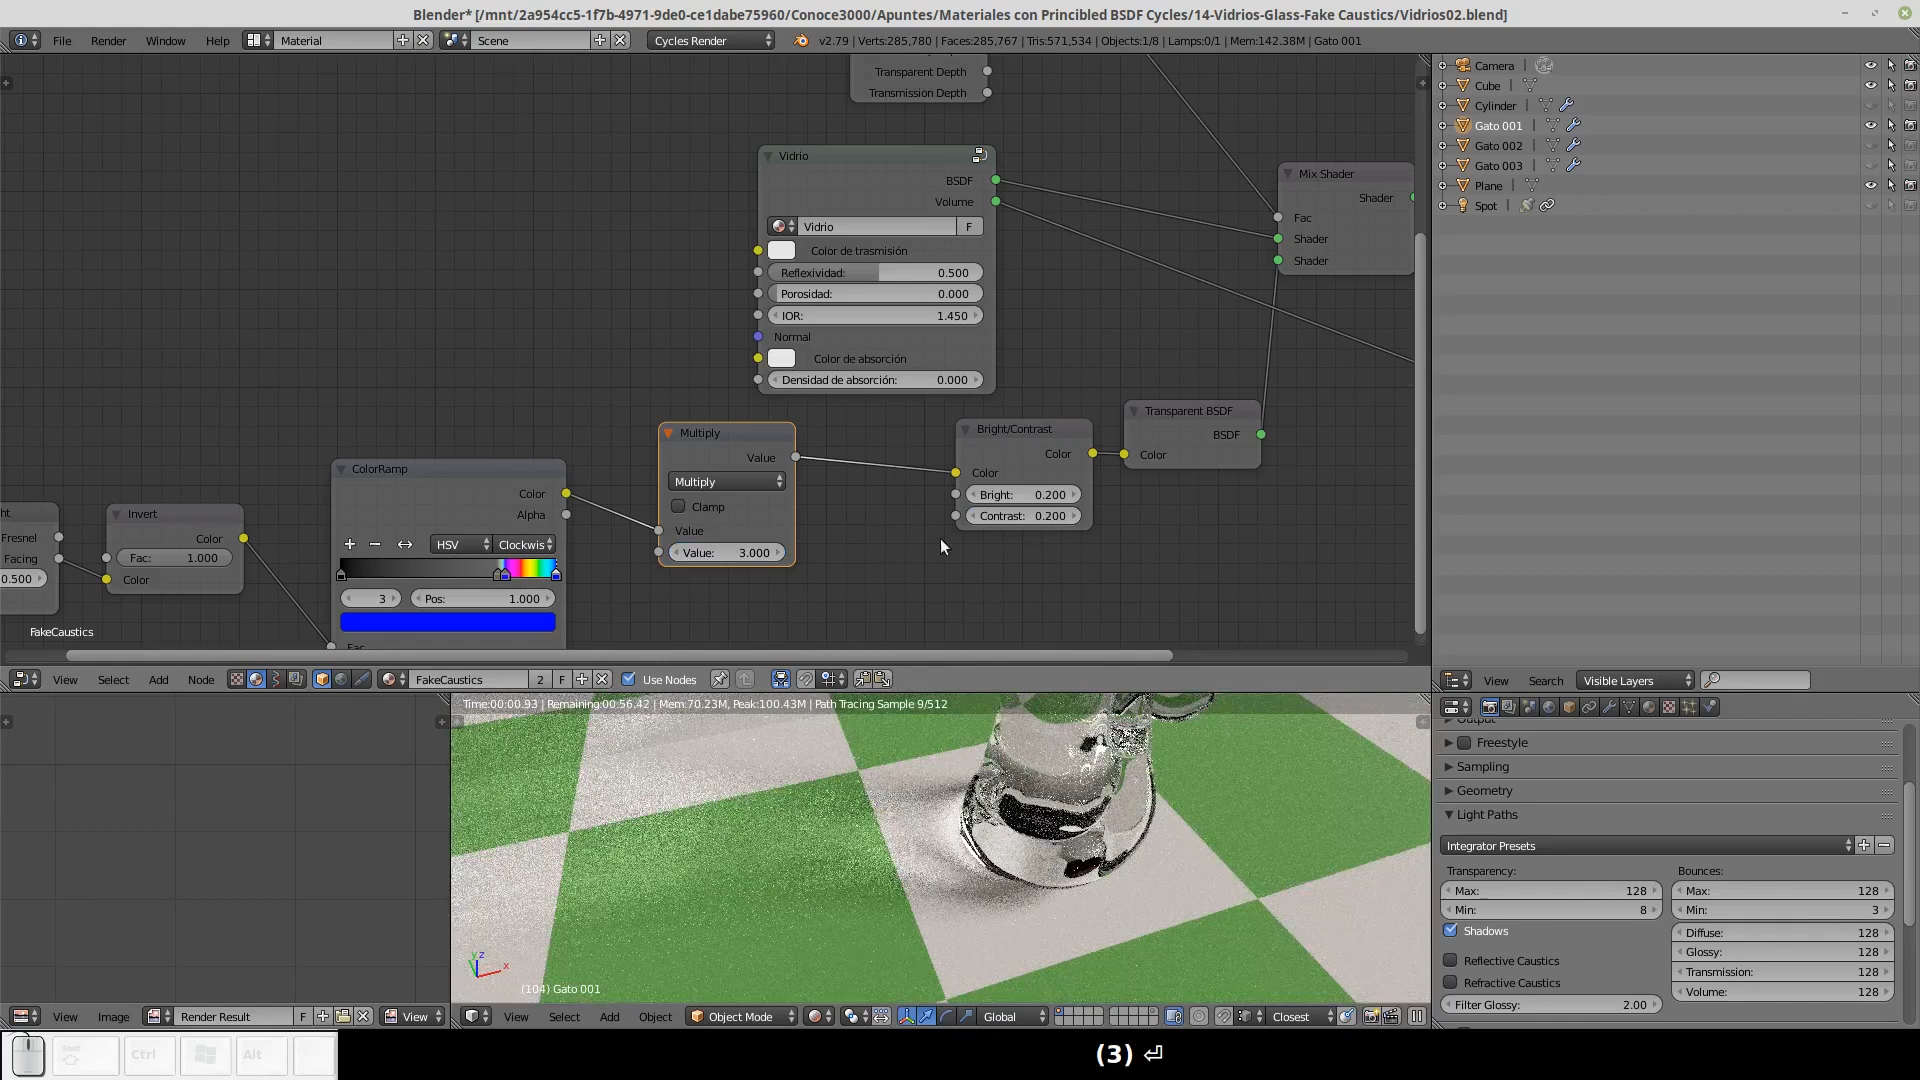 Blender* [/mnt/2a954cc5-1f7b-4971-9de0-ce1dabe75960/Conoce3000/Apuntes/Materiales con Princibled BSDF Cycles/14-Vidrios-Glass-Fake Caustics/Vidrios02.blend]
File Render Window Help Material Scene Cycles Render v2.79 | Verts:285,780 | Faces:285,767 | Tris:571,534 | Objects:1/8 | Lamps:0/1 | Mem:142.38M | Gato 001
Transparent Depth
Transmission Depth
Vidrio
BSDF
Volume
Vidrio F
Color de trasmisión
Reflexividad: 0.500
Porosidad: 0.000
IOR: 1.450
Normal
Color de absorción
Densidad de absorción: 0.000
Mix Shader
Shader
Fac
Shader
Shader
Multiply
Value
Multiply
Clamp
Value
Value: 3.000
Bright/Contrast
Color
Color
Bright: 0.200
Contrast: 0.200
Transparent BSDF
BSDF
Color
ColorRamp
Color
Alpha
HSV Clockwis
3 Pos: 1.000
Fac
Invert
Color
Fac: 1.000
Color
ht
Fresnel
Facing
0.500
FakeCaustics
View Select Add Node FakeCaustics 2 F Use Nodes
Camera
Cube
Cylinder
Gato 001
Gato 002
Gato 003
Plane
Spot
View Search Visible Layers
Time:00:00.93 | Remaining:00:56.42 | Mem:70.23M, Peak:100.43M | Path Tracing Sample 9/512
z
y
x
(104) Gato 001
View Image Render Result F View
View Select Add Object Object Mode Global Closest
Output
Freestyle
Sampling
Geometry
Light Paths
Integrator Presets
Transparency: Bounces:
Max: 128 Max: 128
Min: 8 Min: 3
Shadows Diffuse: 128
Glossy: 128
Reflective Caustics
Transmission: 128
Refractive Caustics
Volume: 128
Filter Glossy: 2.00
Shift Ctrl Alt
(3) ⏎